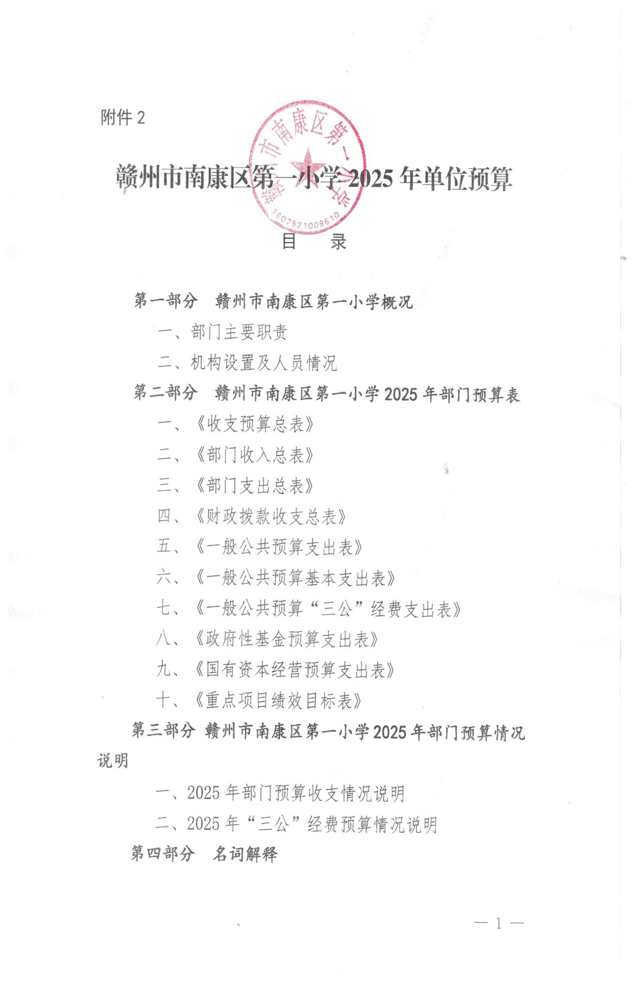 附件 2
赣州市南康区第一小学
3607821009610
赣州市南康区第一小学 2025 年单位预算
目 录
第一部分 赣州市南康区第一小学概况
一、部门主要职责
二、机构设置及人员情况
第二部分 赣州市南康区第一小学 2025 年部门预算表
一、《收支预算总表》
二、《部门收入总表》
三、《部门支出总表》
四、《财政拨款收支总表》
五、《一般公共预算支出表》
六、《一般公共预算基本支出表》
七、《一般公共预算“三公”经费支出表》
八、《政府性基金预算支出表》
九、《国有资本经营预算支出表》
十、《重点项目绩效目标表》
第三部分 赣州市南康区第一小学 2025 年部门预算情况
说明
一、2025 年部门预算收支情况说明
二、2025 年“三公”经费预算情况说明
第四部分 名词解释
— 1 —